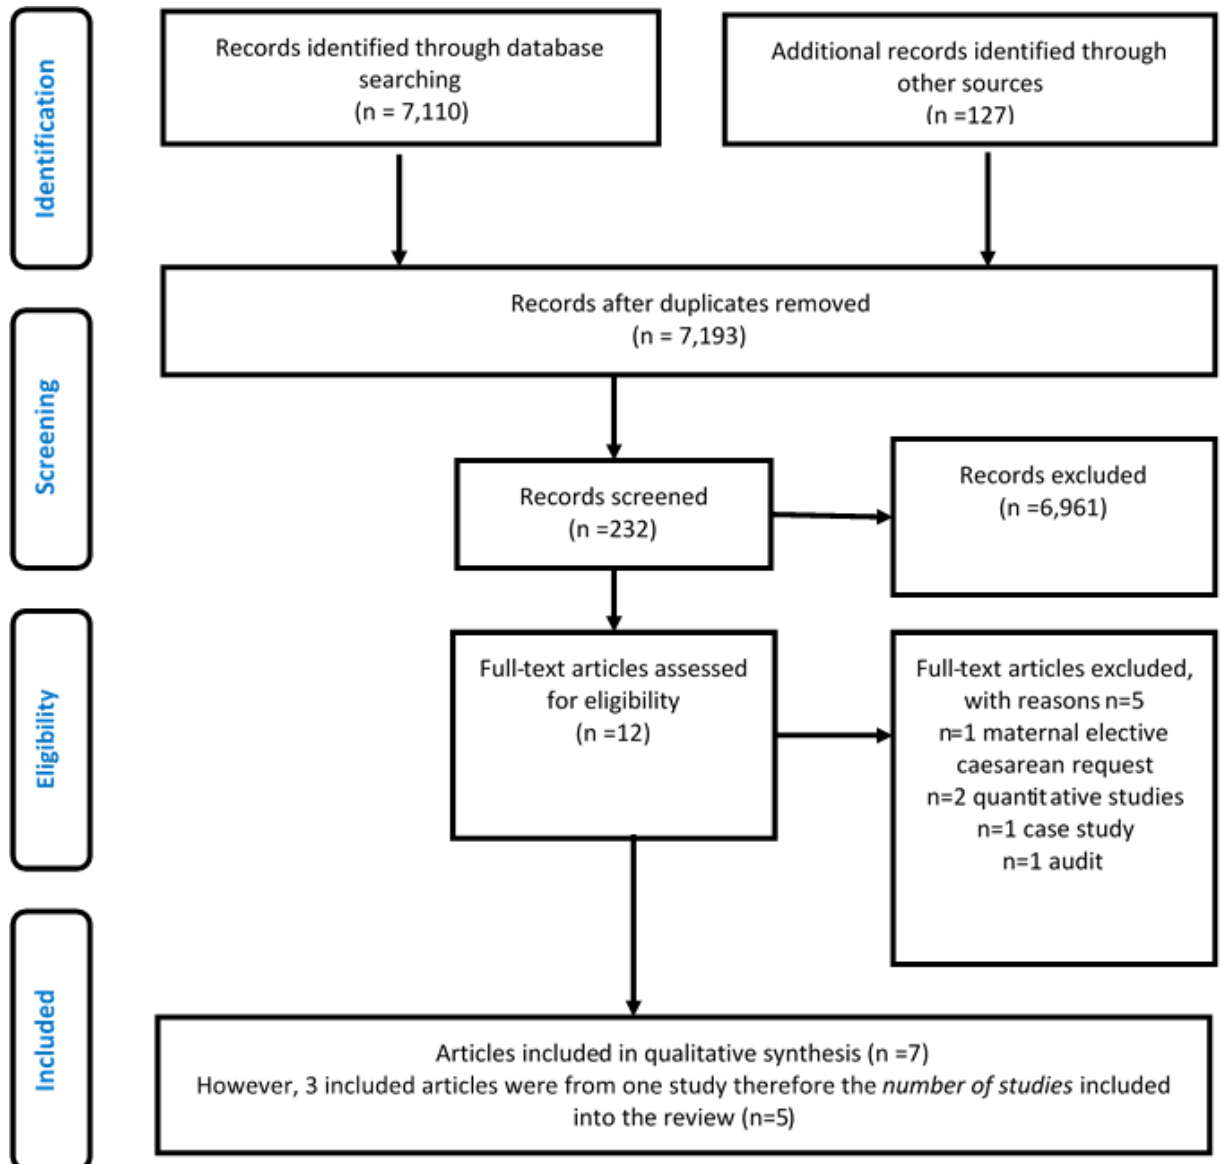 Identification
Records identified through database
searching
(n = 7,110)
Additional records identified through
other sources
(n =127)
Records after duplicates removed
(n = 7,193)
Screening
Records screened
(n =232)
Records excluded
(n =6,961)
Eligibility
Full-text articles assessed
for eligibility
(n =12)
Full-text articles excluded,
with reasons n=5
n=1 maternal elective
caesarean request
n=2 quantitative studies
n=1 case study
n=1 audit
Included
Articles included in qualitative synthesis (n =7)
However, 3 included articles were from one study therefore the number of studies included
into the review (n=5)